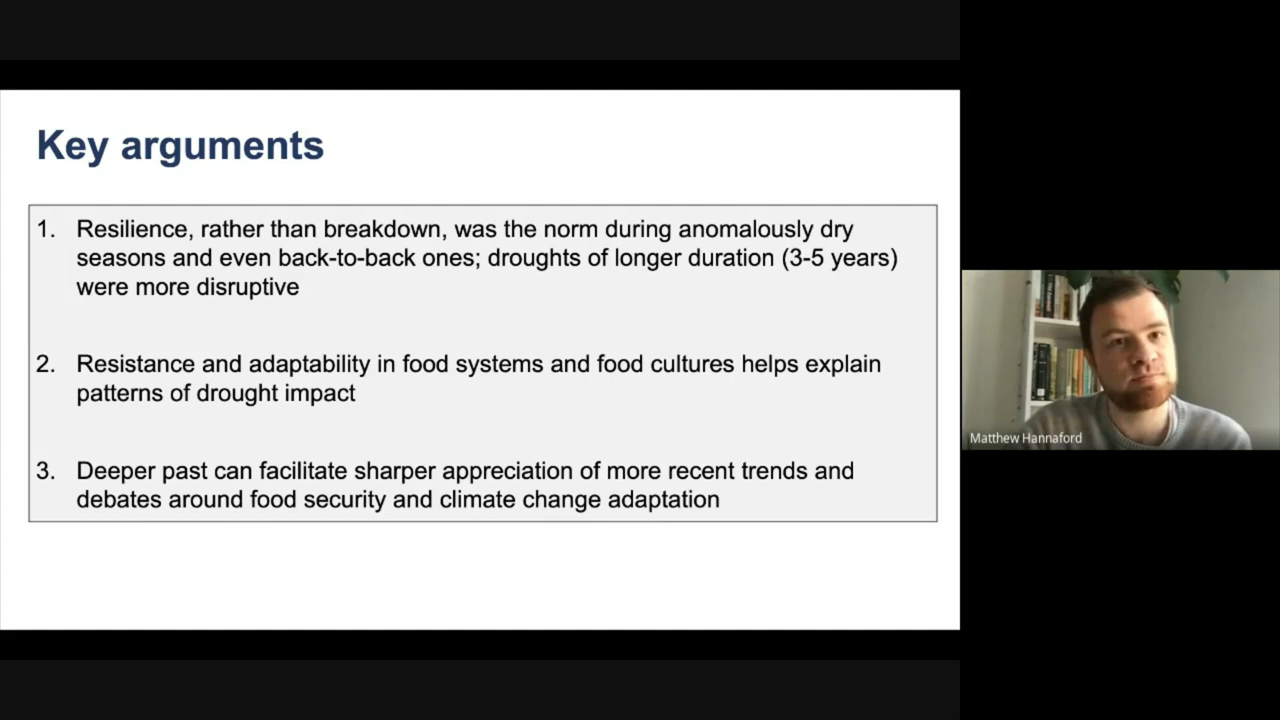 Key arguments
1. Resilience, rather than breakdown, was the norm during anomalously dry
seasons and even back-to-back ones; droughts of longer duration (3-5 years)
were more disruptive
2. Resistance and adaptability in food systems and food cultures helps explain
patterns of drought impact
3. Deeper past can facilitate sharper appreciation of more recent trends and
debates around food security and climate change adaptation
Matthew Hannaford